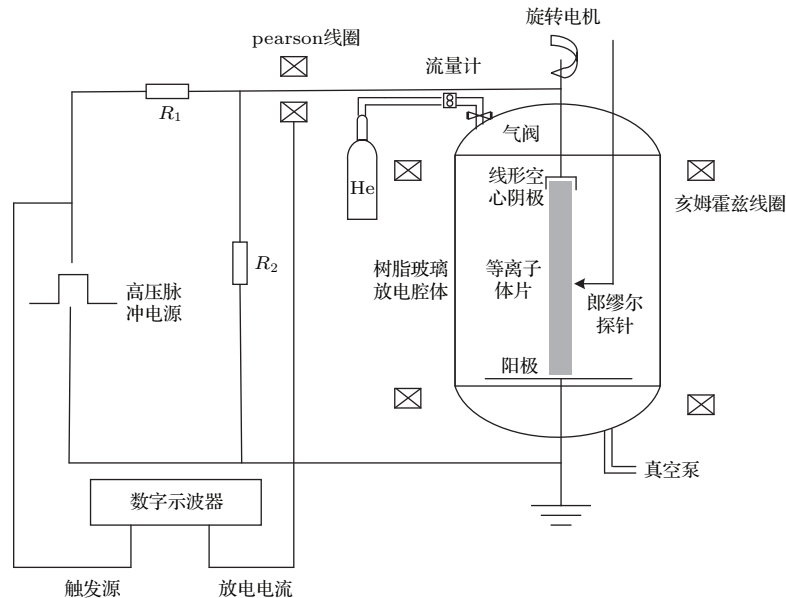 旋转电机
pearson线圈
流量计
R1
气阀
He
线形空
心阴极
亥姆霍兹线圈
R2
树脂玻璃
放电腔体
等离子
体片
高压脉
冲电源
郎缪尔
探针
阳极
真空泵
数字示波器
触发源
放电电流